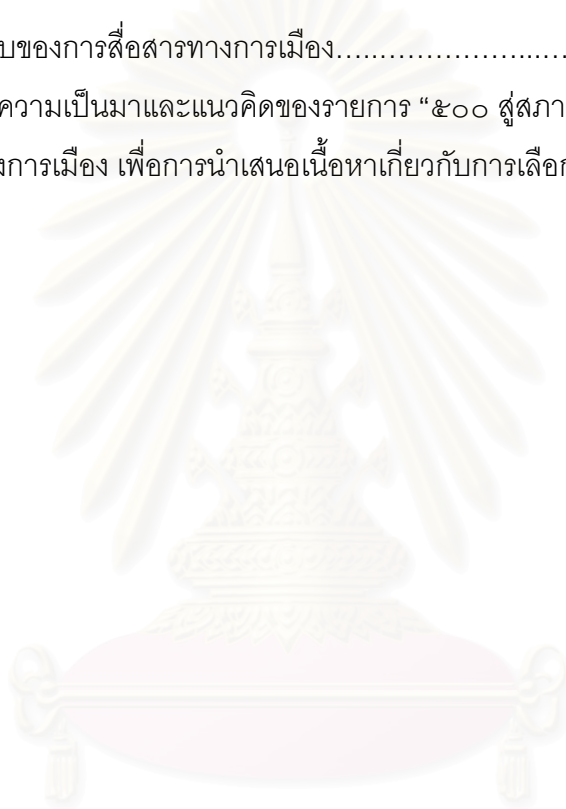 บของการสื่อสารทางการเมือง…..……………...…
ความเป็นมาและแนวคิดของรายการ “๕๐๐ สู่สภา
งการเมือง เพื่อการนำเสนอเนื้อหาเกี่ยวกับการเลือก